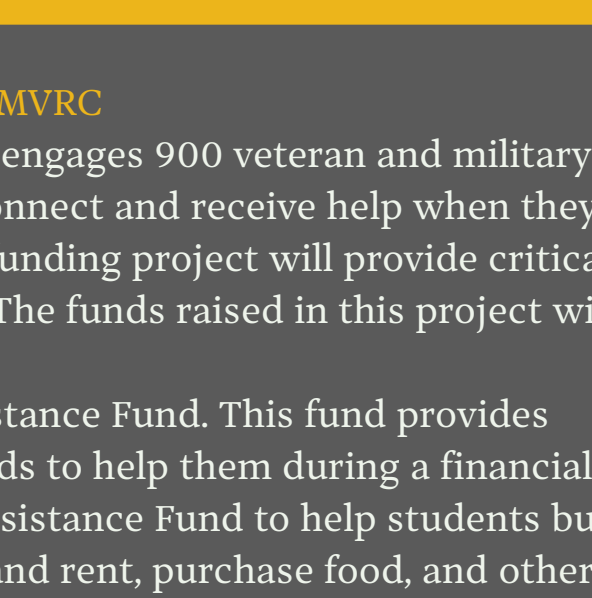 MVRC
engages 900 veteran and military
onnect and receive help when they
unding project will provide critica
The funds raised in this project wi
stance Fund. This fund provides
ds to help them during a financial
sistance Fund to help students bu
and rent, purchase food, and other